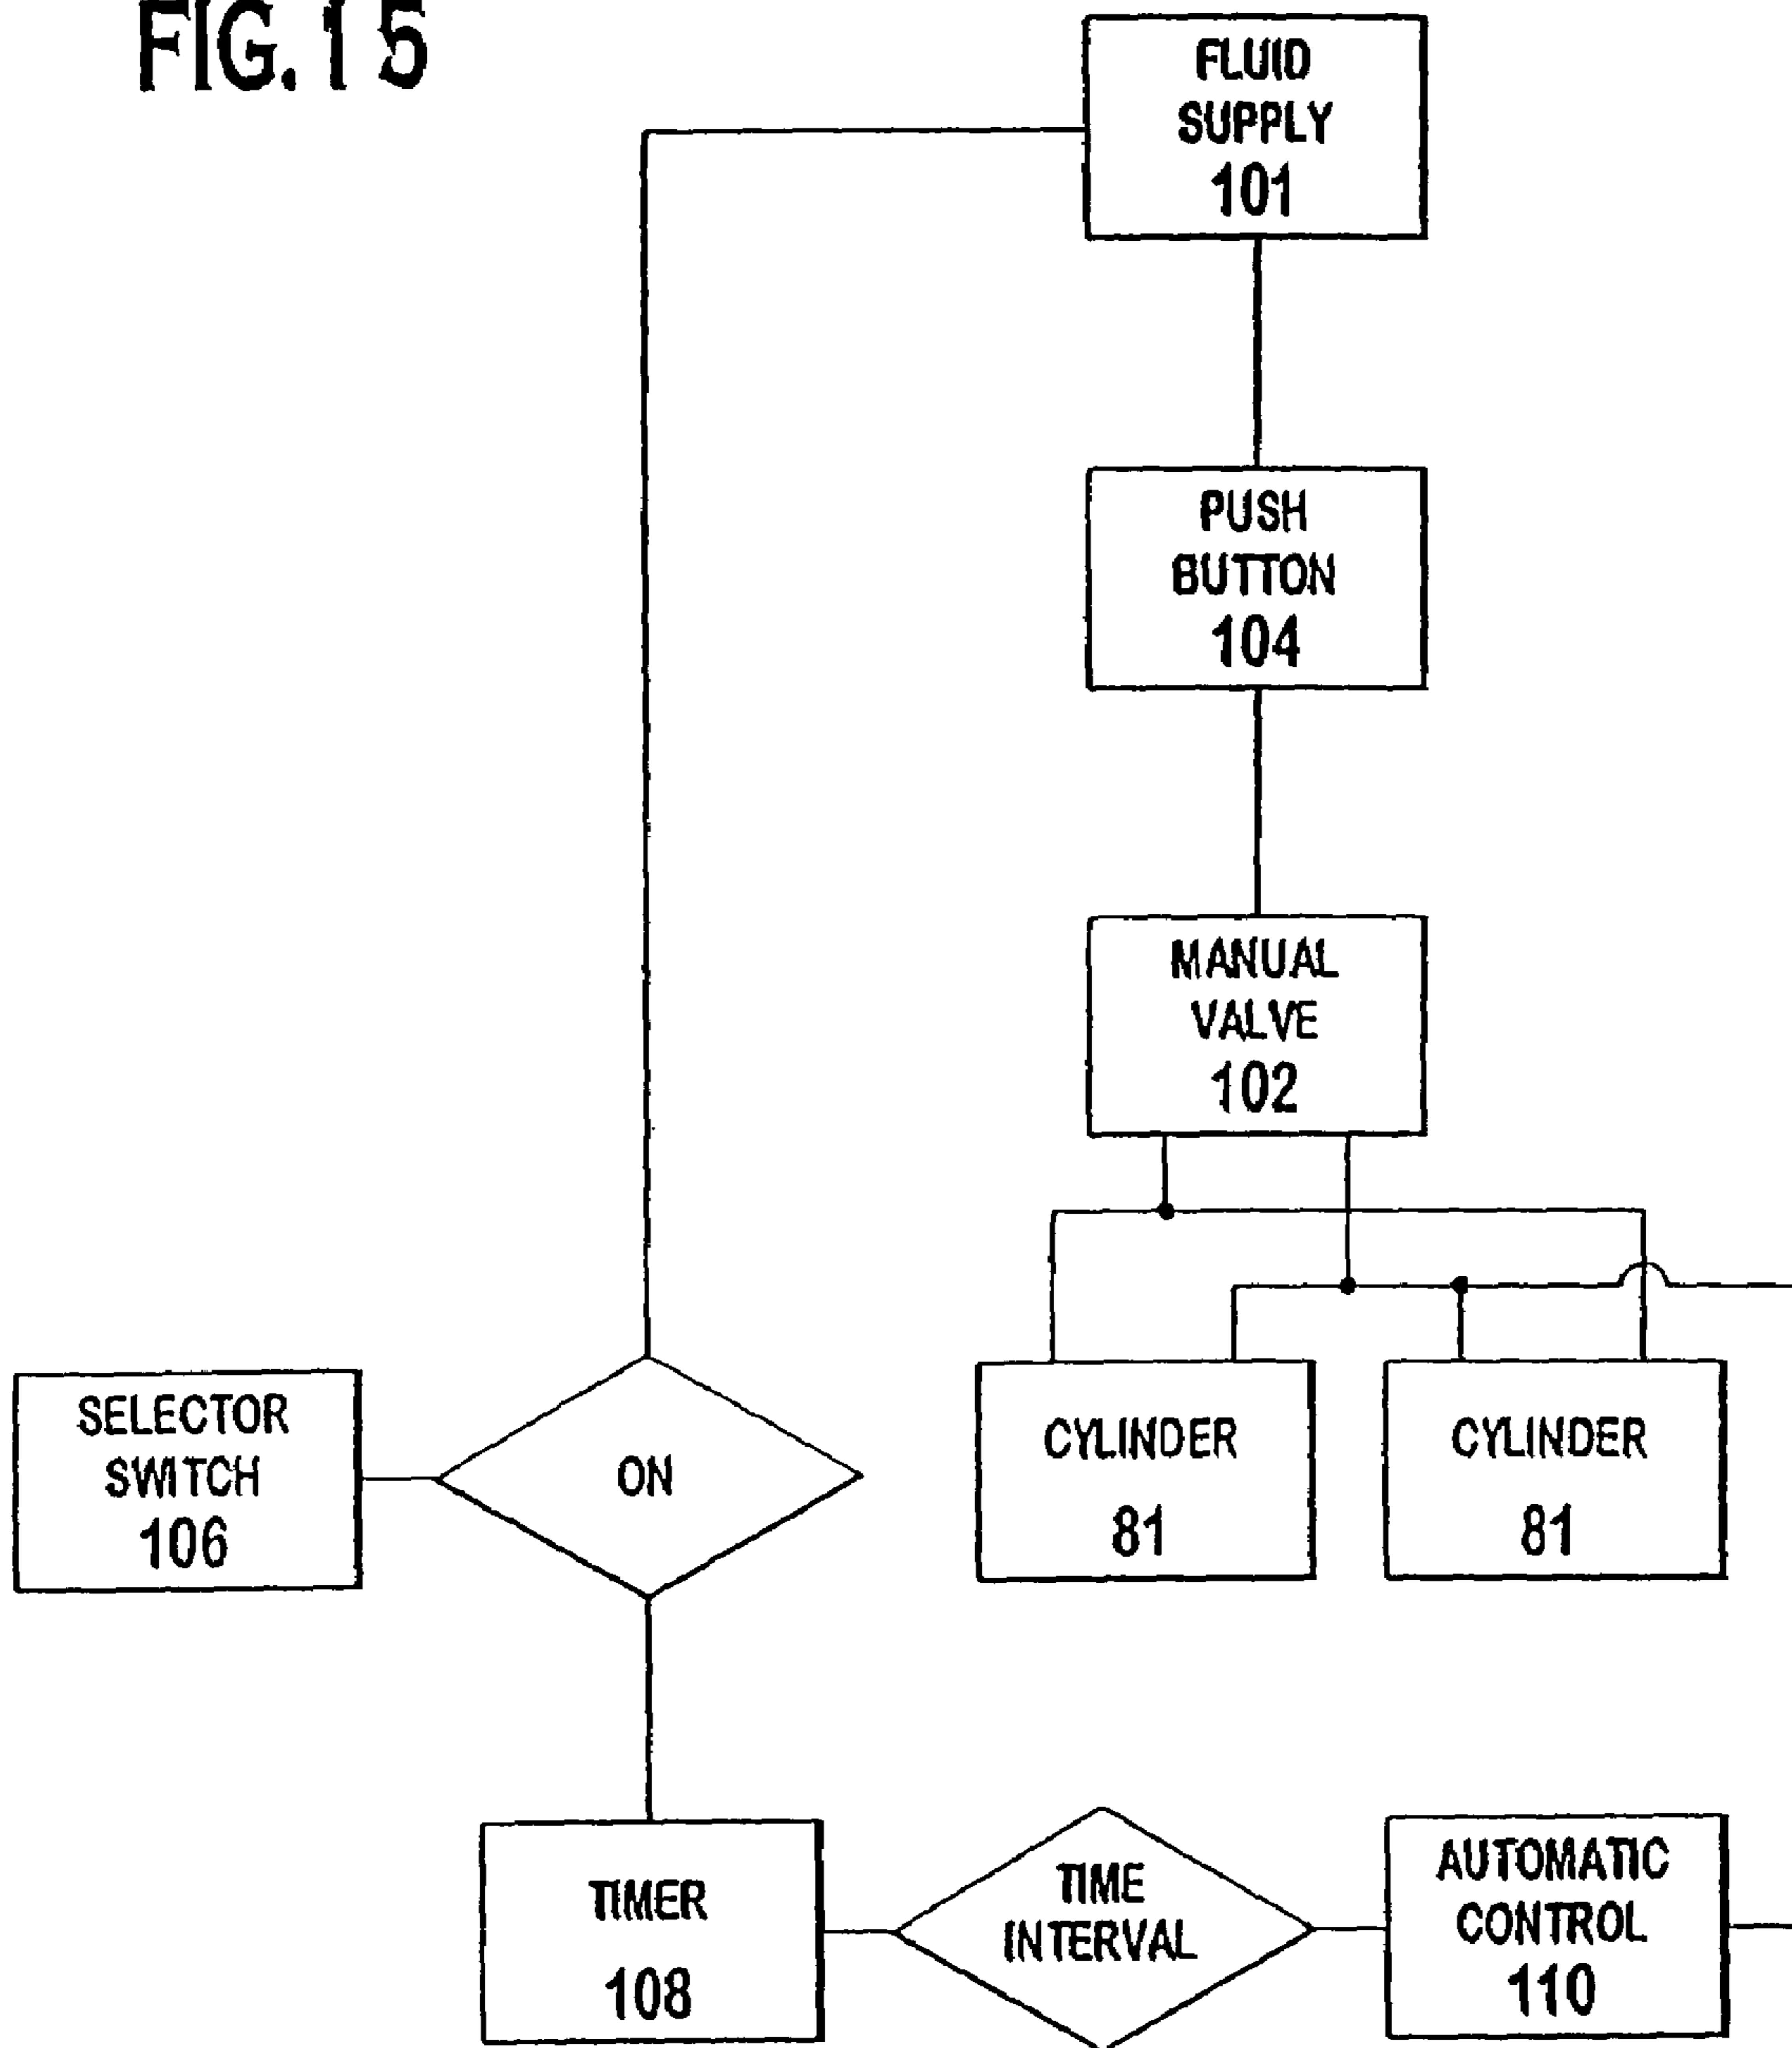 FIG.15
FLUID
SUPPLY
101
PUSH
BUTTON
104
MANUAL
VALVE
102
SELECTOR
SWITCH
106
ON
CYLINDER
81
CYLINDER
81
TIMER
108
TIME
INTERVAL
AUTOMATIC
CONTROL
110